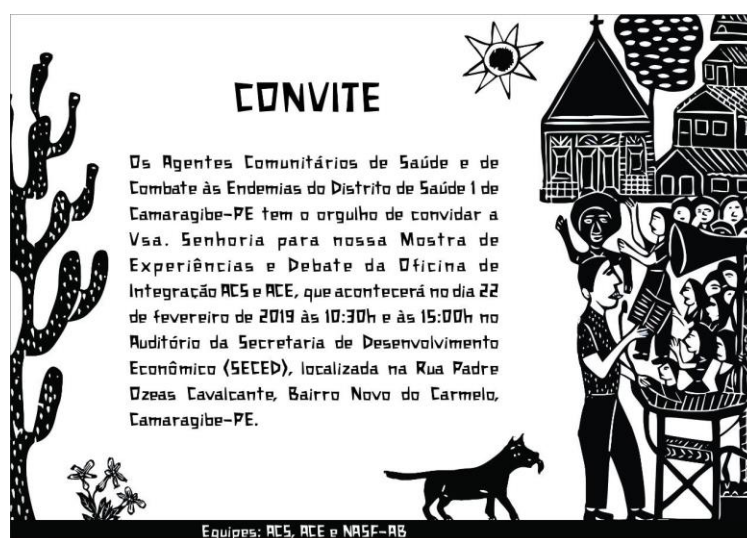 CONVITE
Os Agentes Comunitários de Saúde e de
Combate às Endemias do Distrito de Saúde 1 de
Camaragibe-PE tem o orgulho de convidar a
Vsa. Senhoria para nossa Mostra de
Experiências e Debate da Oficina de
Integração ACS e ACE, que acontecerá no dia 22
de fevereiro de 2019 às 10:30h e às 15:00h no
Auditório da Secretaria de Desenvolvimento
Econômico (SECED), localizada na Rua Padre
Ozeas Cavalcante, Bairro Novo do Carmelo,
Camaragibe-PE.
Equipes: ACS, ACE e NASF-AB